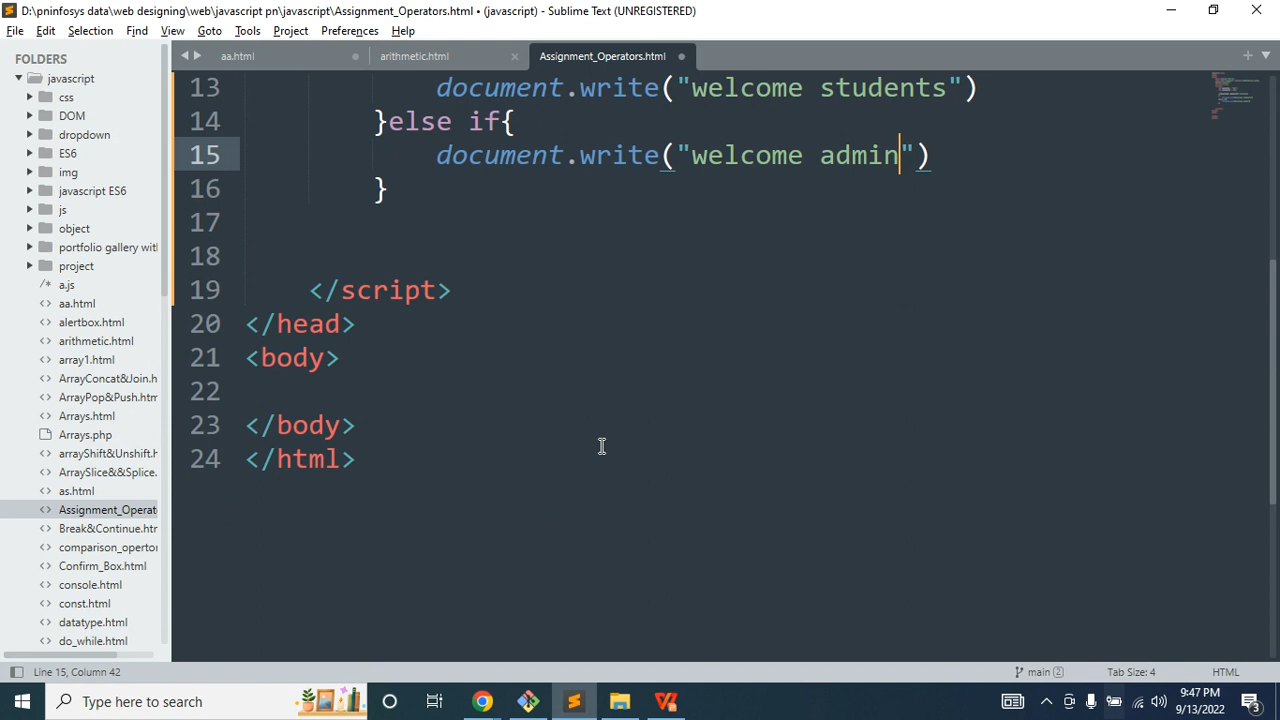 D:\pninfosys data\web designing\web\javascript pn\javascript\Assignment_Operators.html • (javascript) - Sublime Text (UNREGISTERED)
File Edit Selection Find View Goto Tools Project Preferences Help
FOLDERS
javascript
css
DOM
dropdown
ES6
img
javascript ES6
js
object
portfolio gallery wit
project
a.js
aa.html
alertbox.html
arithmetic.html
array1.html
ArrayConcat&Join.h
ArrayPop&Push.htm
Arrays.html
Arrays.php
arrayShift&Unshift.h
ArraySlice&&Splice.
as.html
Assignment_Operat
Break&Continue.htm
comparison_opertor
Confirm_Box.html
console.html
const.html
datatype.html
do_while.html
aa.html arithmetic.html Assignment_Operators.html
13 document.write("welcome students")
14 }else if{
15 document.write("welcome admin")
16 }
17
18
19 </script>
20 </head>
21 <body>
22
23 </body>
24 </html>
Line 15, Column 42 main 2 Tab Size: 4 HTML
Type here to search
9:47 PM
9/13/2022
3